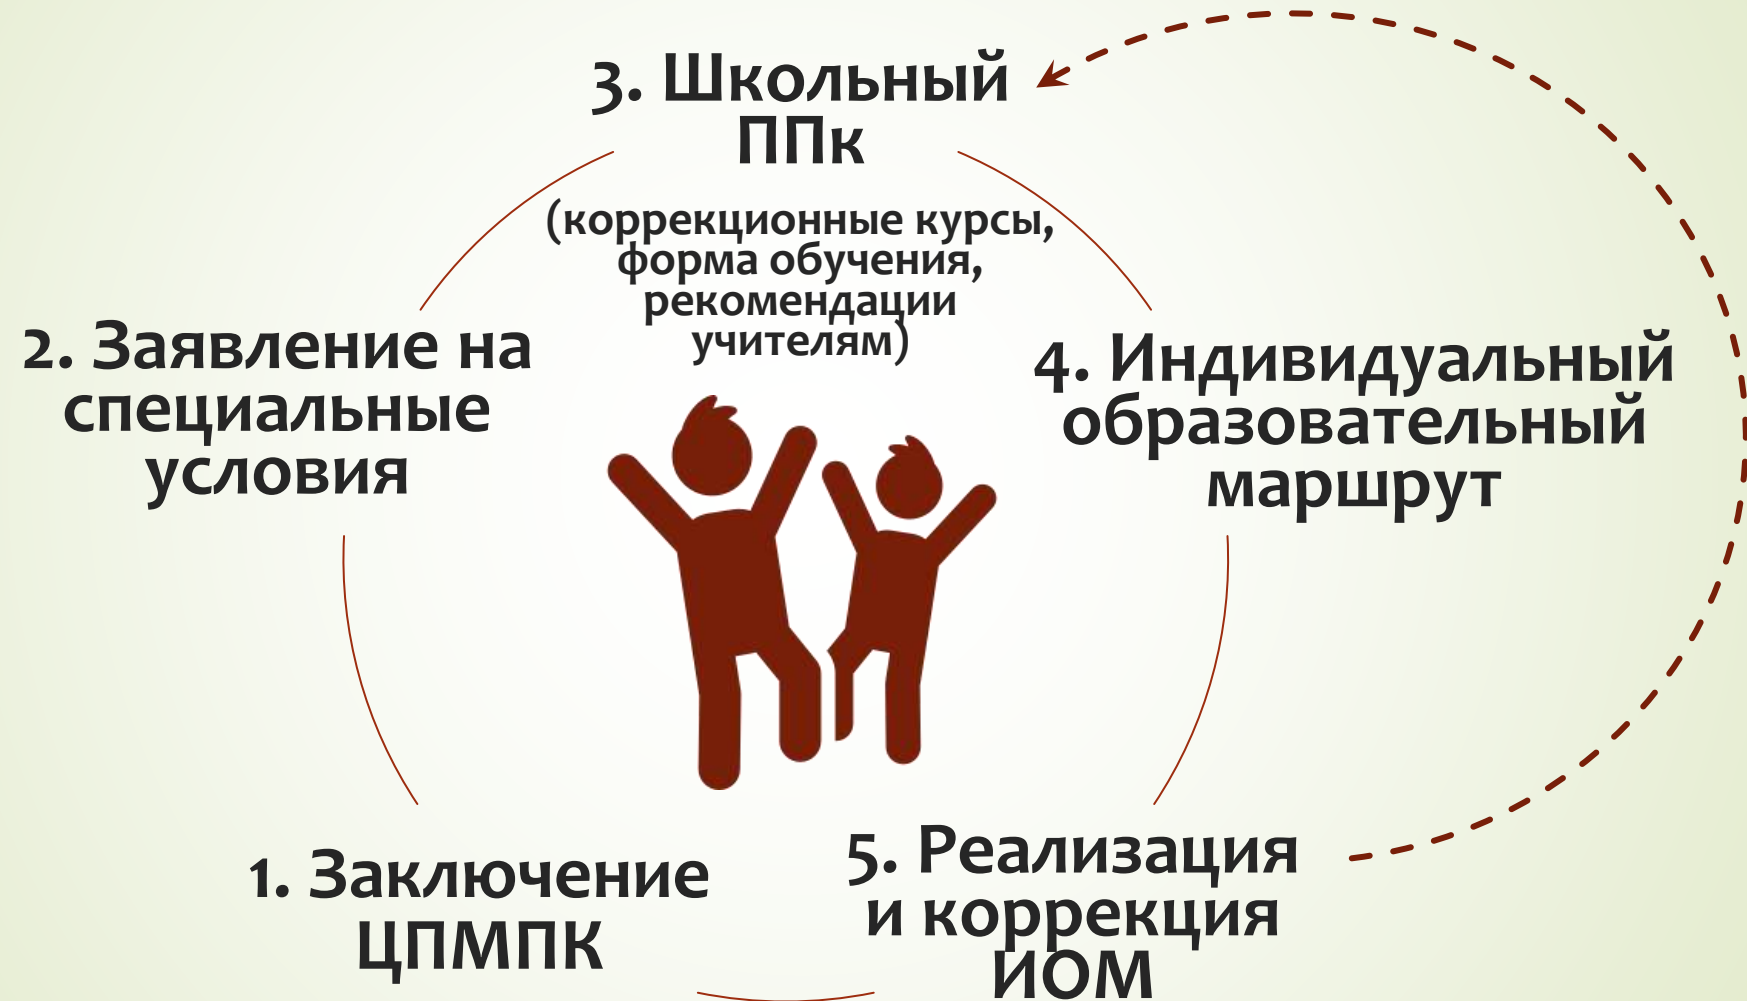 3. Школьный
ППк
(коррекционные курсы,
форма обучения,
рекомендации
учителям)
2. Заявление на
специальные
условия
4. Индивидуальный
образовательный
маршрут
1. Заключение
ЦПМПК
5. Реализация
и коррекция
ИОМ